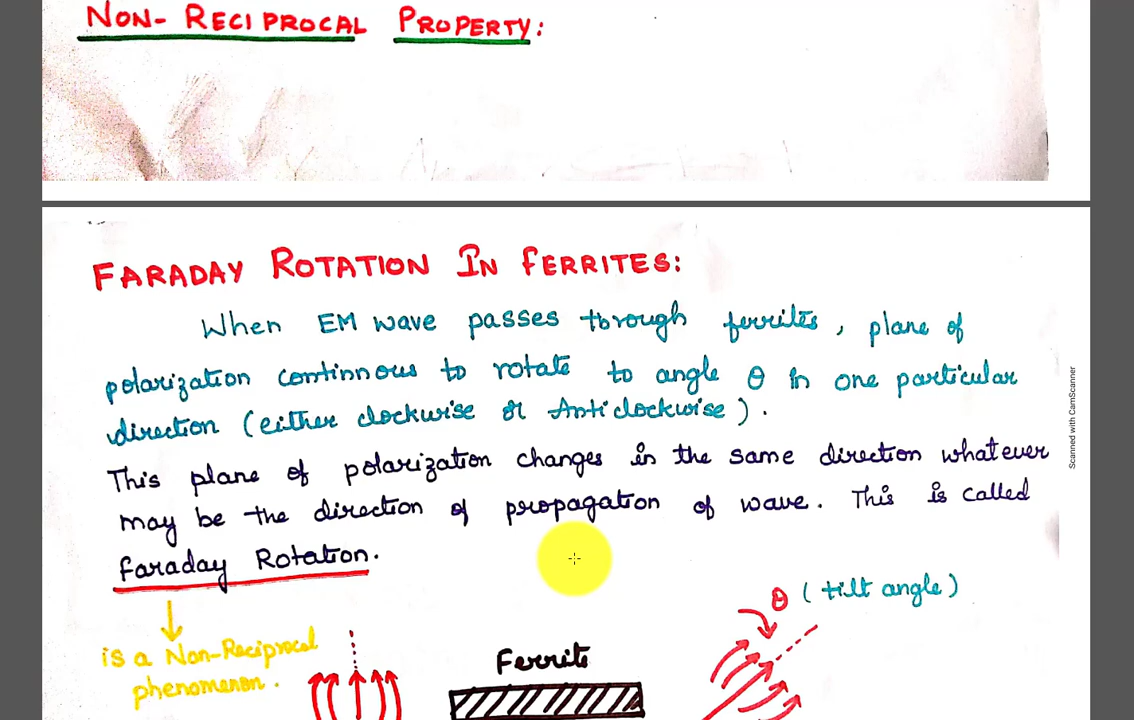 NON-RECIPROCAL PROPERTY:
FARADAY ROTATION IN FERRITES:
When EM wave passes through ferrites, plane of
polarization continnous to rotate to angle θ in one particular
direction (either clockwise or Anticlockwise).
This plane of polarization changes in the same direction whatever
may be the direction of propagation of wave. This is called
Faraday Rotation.
θ (tilt angle)
is a Non-Reciprocal
phenomenon.
Ferrite
Scanned with CamScanner